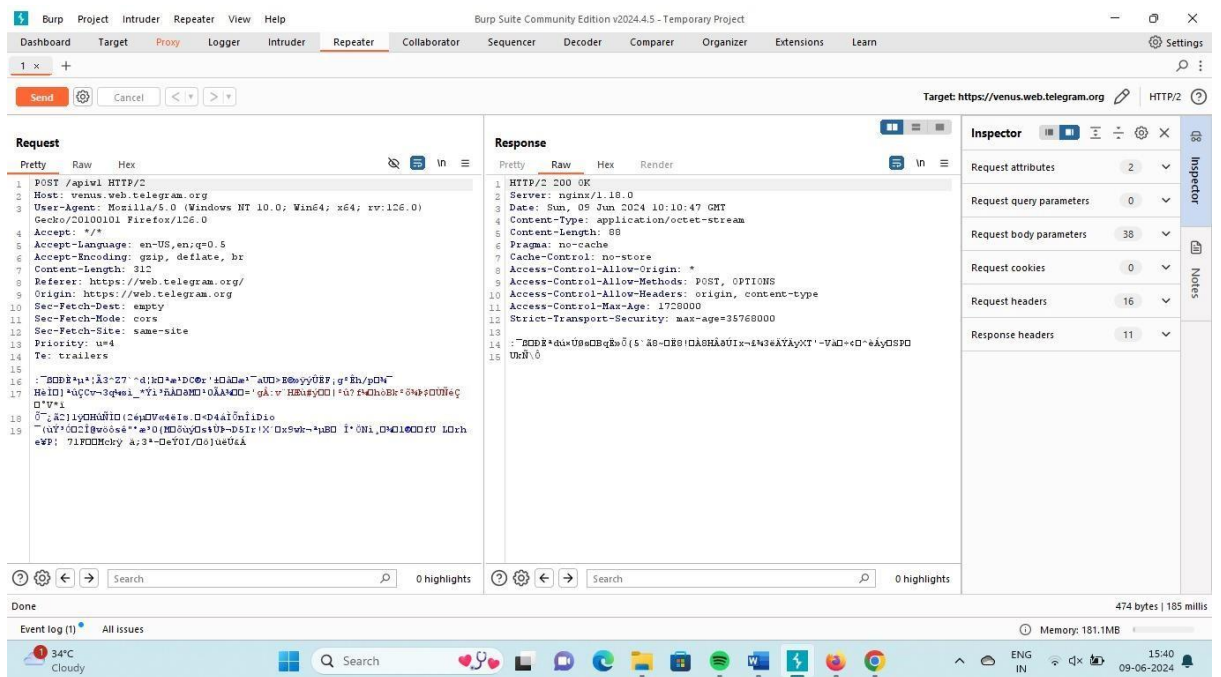 Burp Project Intruder Repeater View Help
Burp Suite Community Edition v2024.4.5 - Temporary Project
Dashboard Target Proxy Logger Intruder Repeater Collaborator Sequencer Decoder Comparer Organizer Extensions Learn
Settings
1 × +
Send Cancel < ▾ > ▾
Target: https://venus.web.telegram.org HTTP/2
Request
Pretty Raw Hex
\n
1 POST /apiw1 HTTP/2
2 Host: venus.web.telegram.org
3 User-Agent: Mozilla/5.0 (Windows NT 10.0; Win64; x64; rv:126.0)
Gecko/20100101 Firefox/126.0
4 Accept: */*
5 Accept-Language: en-US,en;q=0.5
6 Accept-Encoding: gzip, deflate, br
7 Content-Length: 312
8 Referer: https://web.telegram.org/
9 Origin: https://web.telegram.org
10 Sec-Fetch-Dest: empty
11 Sec-Fetch-Mode: cors
12 Sec-Fetch-Site: same-site
13 Priority: u=4
14 Te: trailers
15
16
17
18
19
Search
0 highlights
Response
Pretty Raw Hex Render
\n
1 HTTP/2 200 OK
2 Server: nginx/1.18.0
3 Date: Sun, 09 Jun 2024 10:10:47 GMT
4 Content-Type: application/octet-stream
5 Content-Length: 88
6 Pragma: no-cache
7 Cache-Control: no-store
8 Access-Control-Allow-Origin: *
9 Access-Control-Allow-Methods: POST, OPTIONS
10 Access-Control-Allow-Headers: origin, content-type
11 Access-Control-Max-Age: 1728000
12 Strict-Transport-Security: max-age=35768000
13
14
15
Search
0 highlights
Inspector
Request attributes 2
Request query parameters 0
Request body parameters 38
Request cookies 0
Request headers 16
Response headers 11
Inspector
Notes
Done
474 bytes | 185 millis
Event log (1) All issues
Memory: 181.1MB
1
34°C
Cloudy
Search
ENG
IN
15:40
09-06-2024